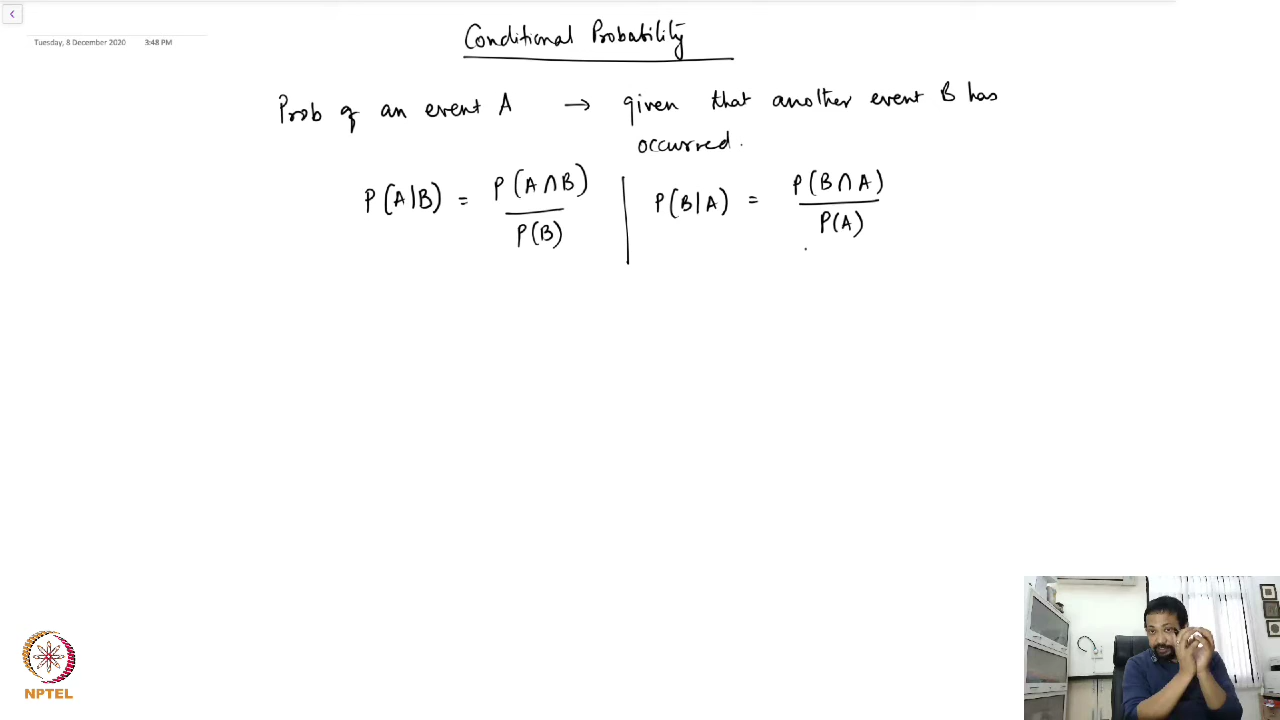 Tuesday, 8 December 2020 3:48 PM
Conditional Probability
Prob of an event A → given that another event B has
occurred.
P(A|B) = P(A∩B) / P(B) | P(B|A) = P(B∩A) / P(A)
NPTEL